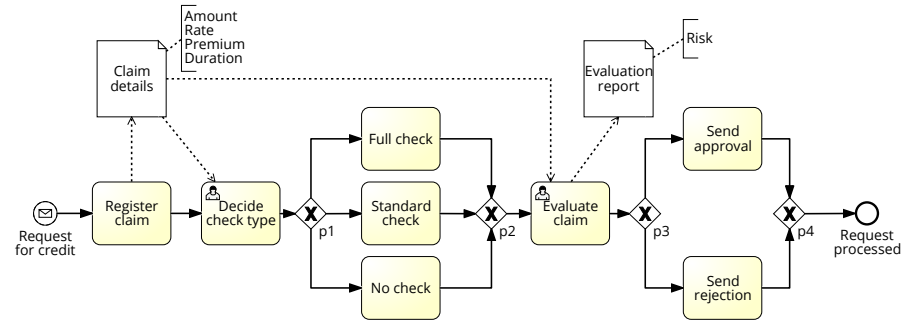 Amount
Rate
Premium
Duration
Claim
details
Evaluation
report
Risk
Full check
Send
approval
Register
claim
Decide
check type
Standard
check
Evaluate
claim
p1
p2
p3
p4
Request
for credit
Request
processed
No check
Send
rejection